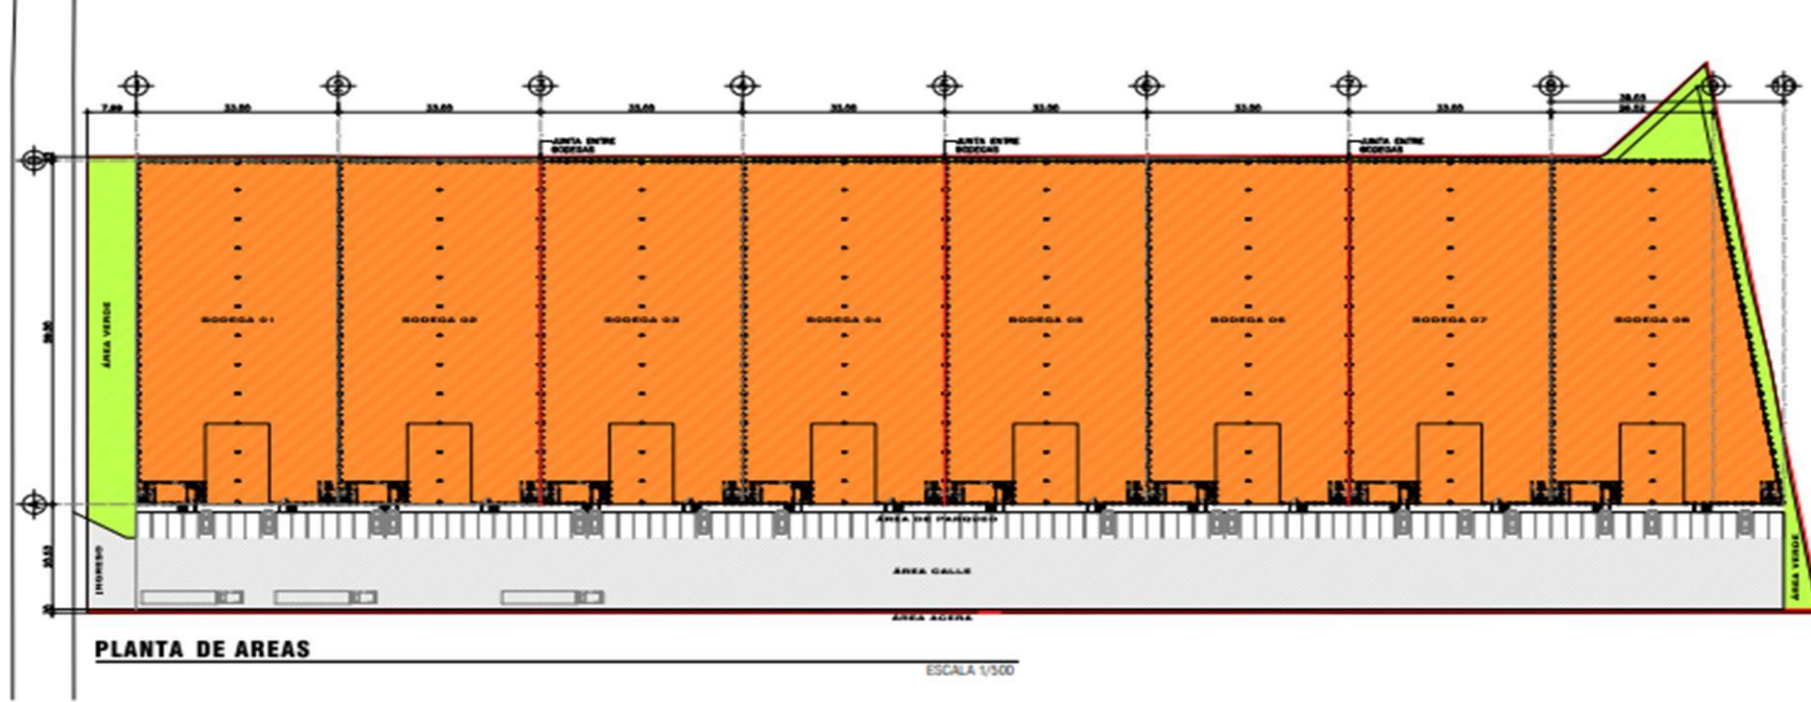 1 2 3 4 5 6 7 8 9 10
7.99 33.00 33.00 33.00 33.00 33.00 33.00 33.00
JUNTA ENTRE
BODEGAS
JUNTA ENTRE
BODEGAS
JUNTA ENTRE
BODEGAS
ÁREA VERDE
BODEGA 01
BODEGA 02
BODEGA 03
BODEGA 04
BODEGA 05
BODEGA 06
BODEGA 07
BODEGA 08
ÁREA DE PARQUEO
INGRESO
ÁREA CALLE
ÁREA VERDE
ÁREA ACERA
PLANTA DE AREAS
ESCALA 1/500